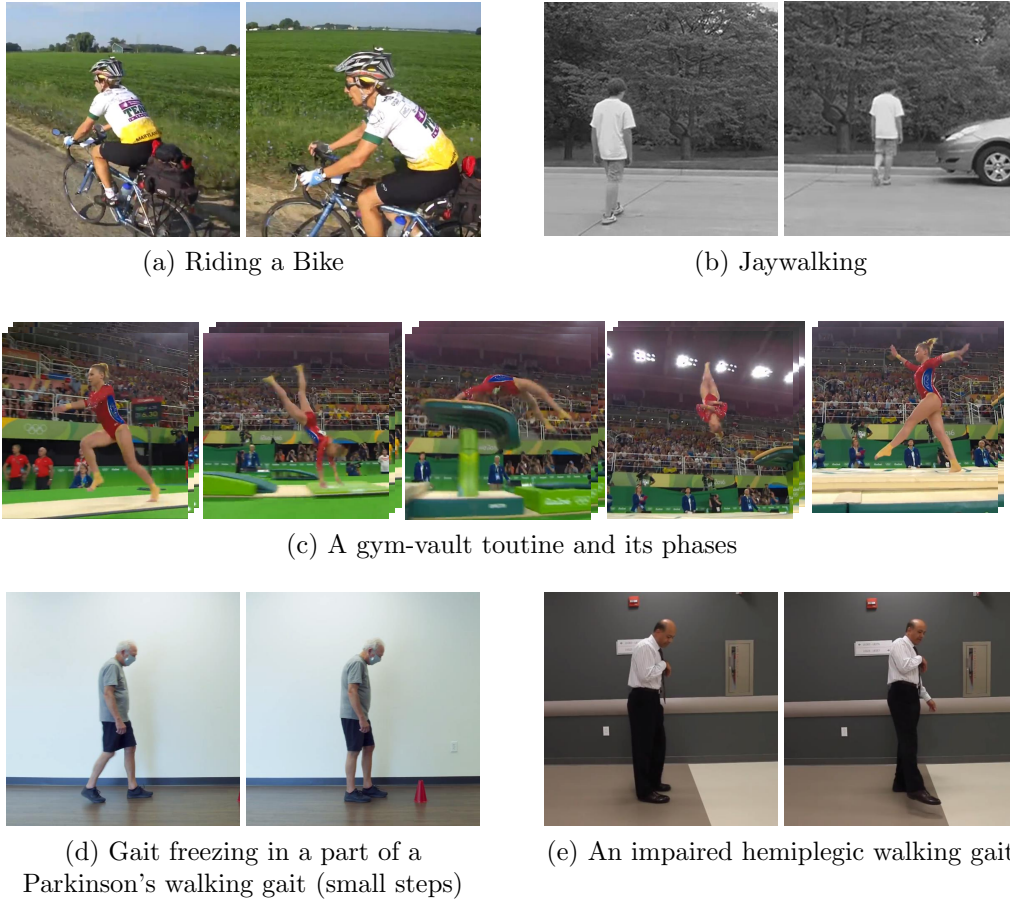 TEAM
(a) Riding a Bike
(b) Jaywalking
(c) A gym-vault toutine and its phases
(d) Gait freezing in a part of a
Parkinson's walking gait (small steps)
(e) An impaired hemiplegic walking gait